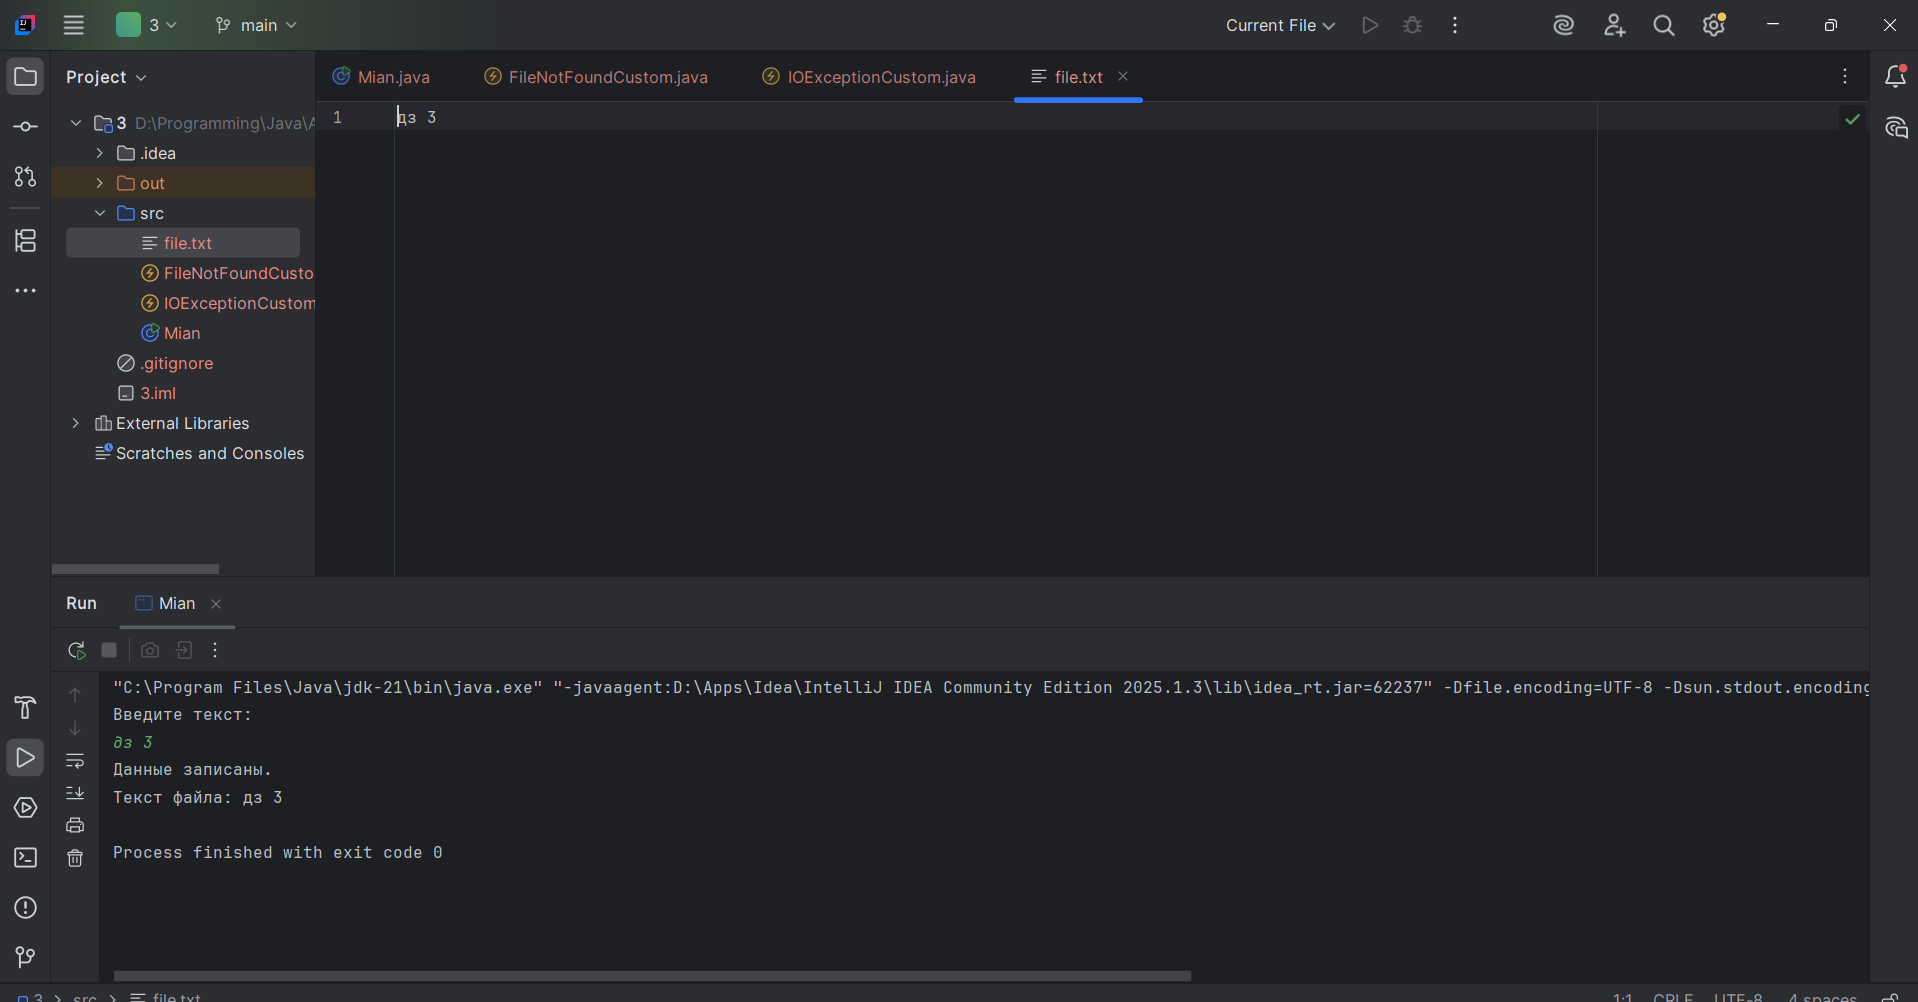 3
main
Current File
Project
Mian.java
FileNotFoundCustom.java
IOExceptionCustom.java
file.txt
3 D:\Programming\Java\
1 дз 3
.idea
out
src
file.txt
FileNotFoundCusto
IOExceptionCustom
Mian
.gitignore
3.iml
External Libraries
Scratches and Consoles
Run
Mian
"C:\Program Files\Java\jdk-21\bin\java.exe" "-javaagent:D:\Apps\Idea\IntelliJ IDEA Community Edition 2025.1.3\lib\idea_rt.jar=62237" -Dfile.encoding=UTF-8 -Dsun.stdout.encoding
Введите текст:
дз 3
Данные записаны.
Текст файла: дз 3
Process finished with exit code 0
3 > src > file.txt
1:1 CRLF UTF-8 4 spaces